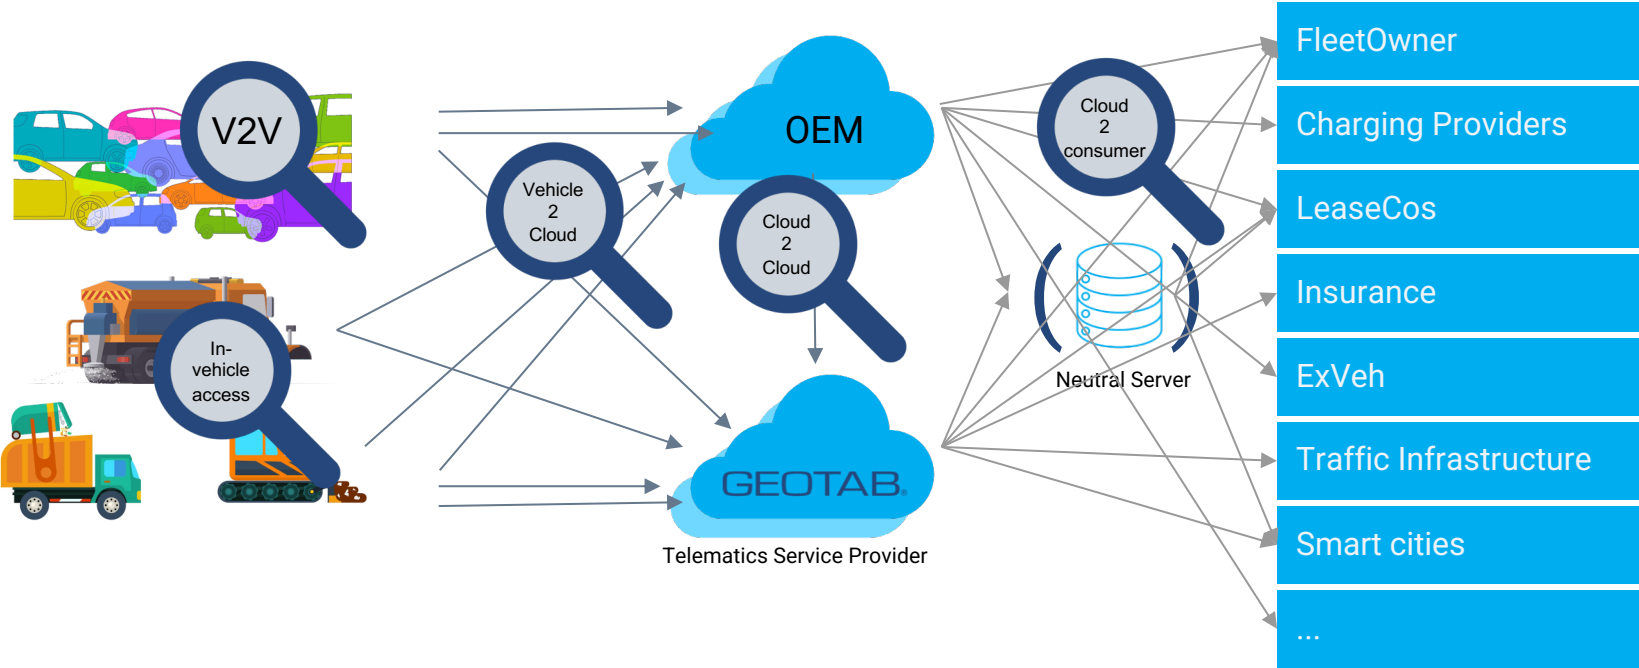 V2V
In-
vehicle
access
Vehicle
2
Cloud
OEM
Cloud
2
Cloud
GEOTAB®
Telematics Service Provider
Cloud
2
consumer
Neutral Server
FleetOwner
Charging Providers
LeaseCos
Insurance
ExVeh
Traffic Infrastructure
Smart cities
...